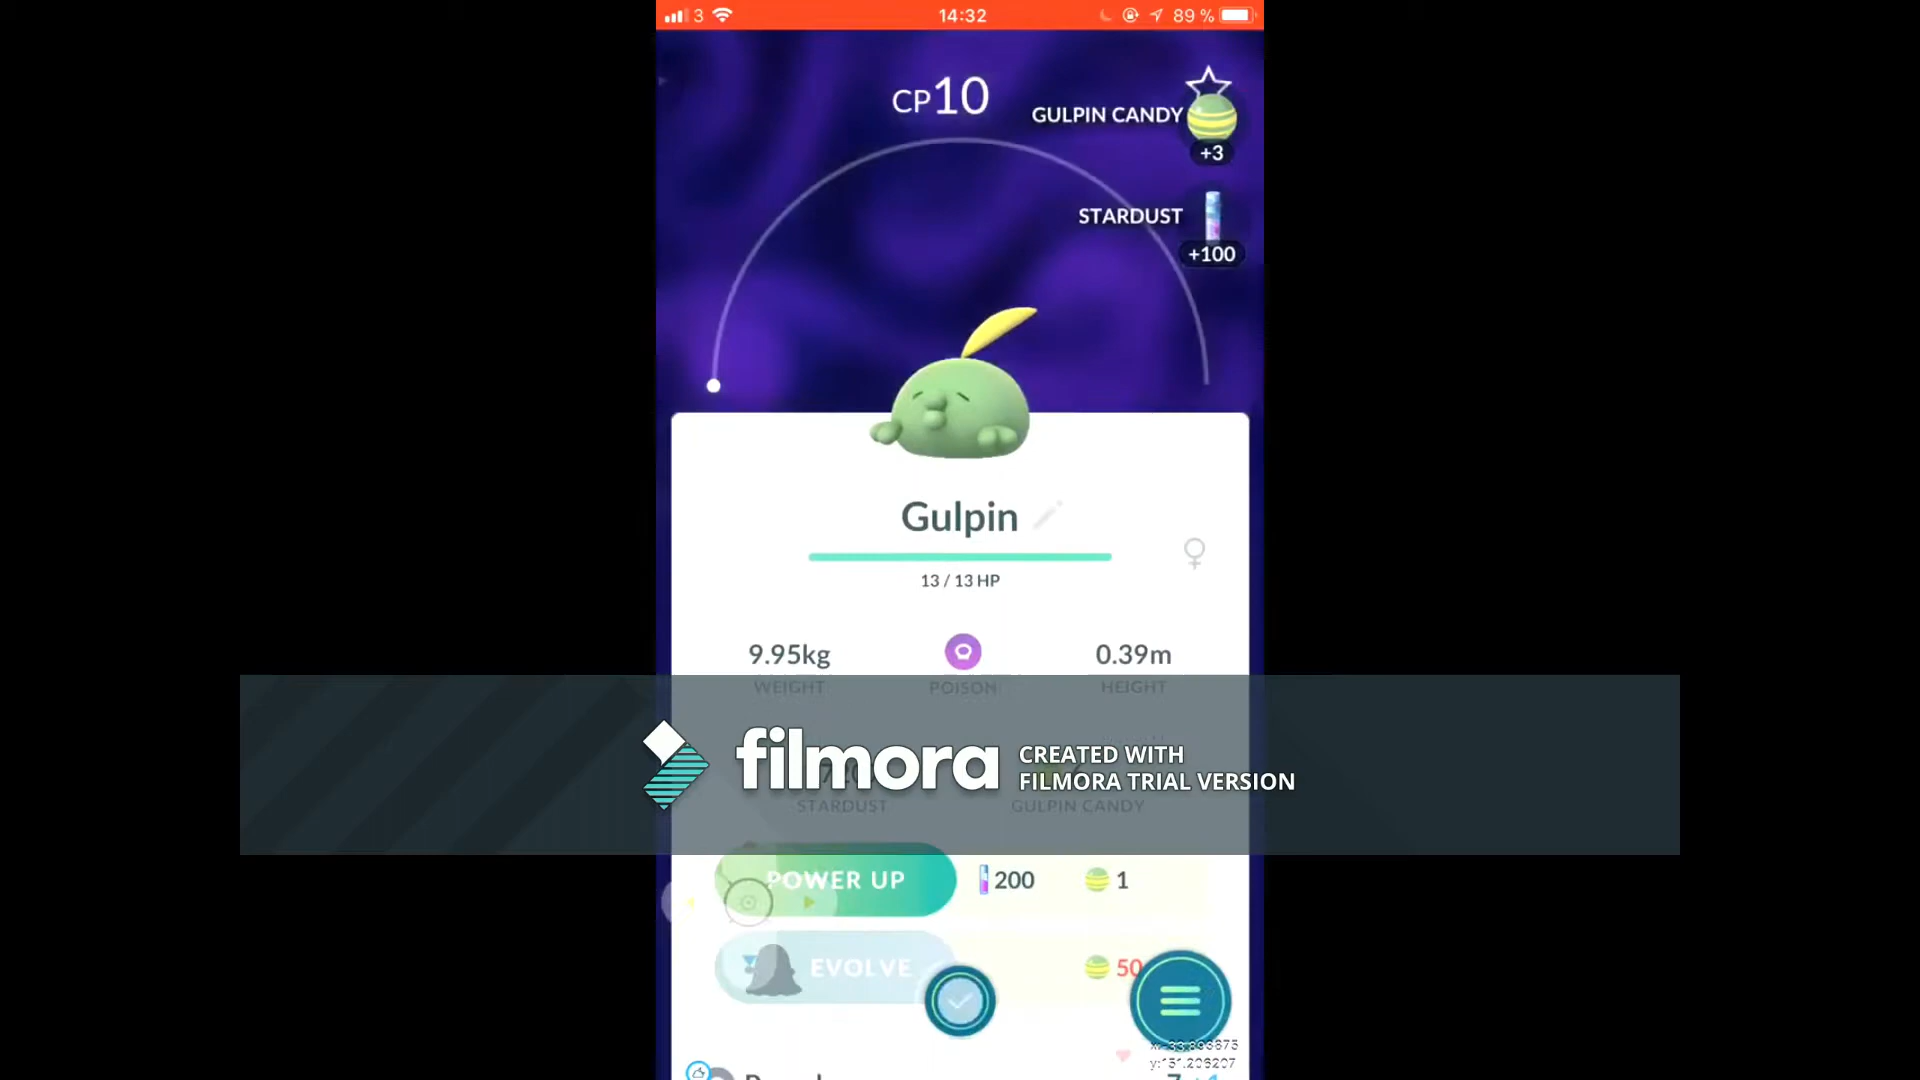 3 14:32 89 %
CP10
GULPIN CANDY
+3
STARDUST
+100
Gulpin
13 / 13 HP
9.95kg 0.39m
WEIGHT POISON HEIGHT
filmora CREATED WITH
FILMORA TRIAL VERSION
STARDUST GULPIN CANDY
POWER UP 200 1
EVOLVE 50